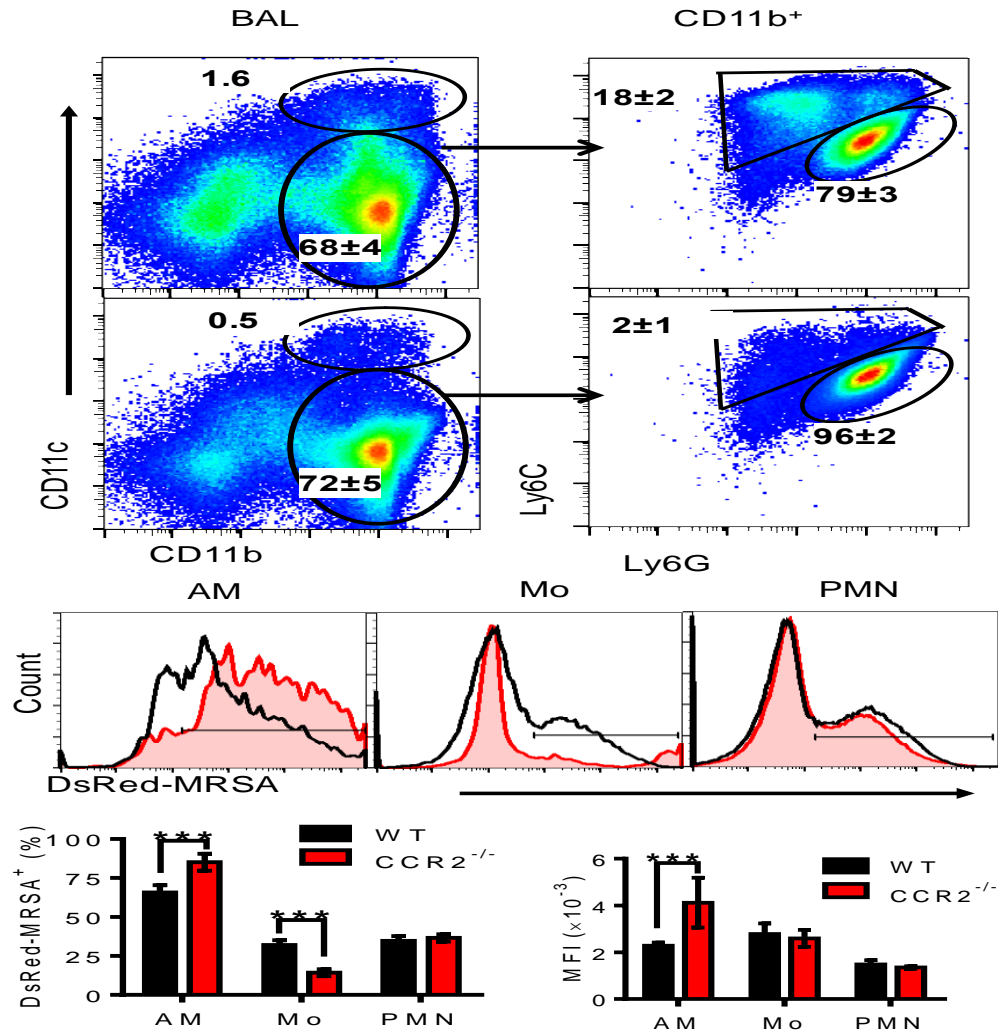 BAL
CD11b⁺
1.6
18±2
79±3
68±4
0.5
2±1
96±2
72±5
CD11c
Ly6C
CD11b
Ly6G
AM
Mo
PMN
Count
DsRed-MRSA
DsRed-MRSA⁺ (%)
100
75
50
25
0
***
***
WT
CCR2⁻/⁻
AM
Mo
PMN
MFI (×10⁻³)
6
4
2
0
***
WT
CCR2⁻/⁻
AM
Mo
PMN